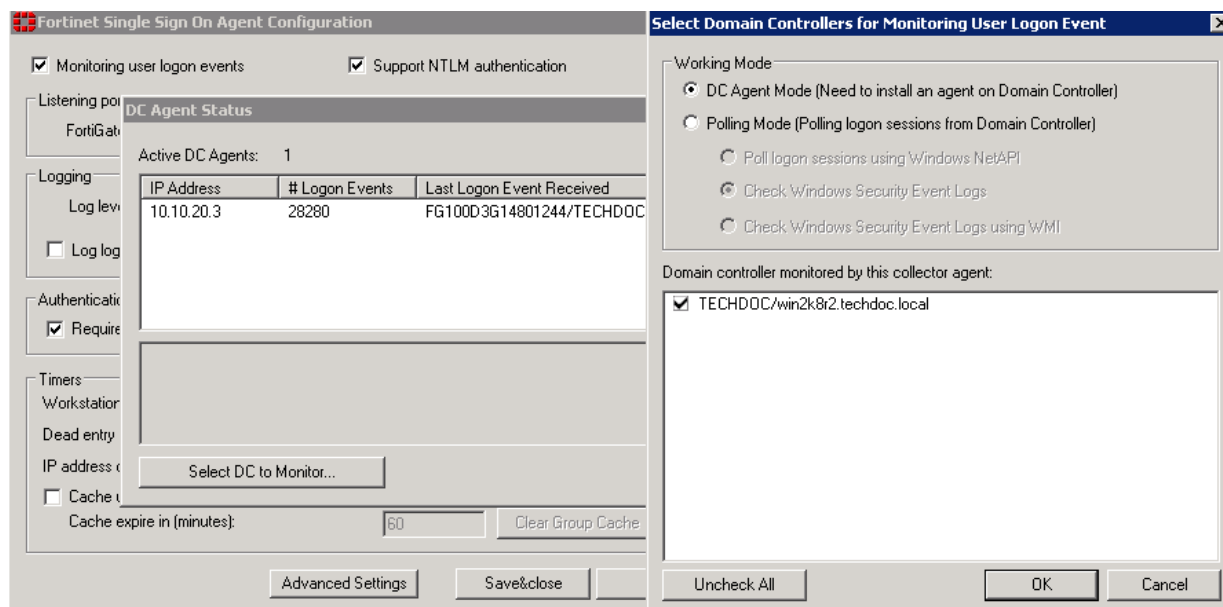 Fortinet Single Sign On Agent Configuration
Monitoring user logon events
Support NTLM authentication
Listening por
FortiGat
DC Agent Status
Active DC Agents: 1
IP Address # Logon Events Last Logon Event Received
10.10.20.3 28280 FG100D3G14801244/TECHDOC
Logging
Log leve
Log log
Authenticatio
Require
Timers
Workstation
Dead entry
IP address c
Select DC to Monitor...
Cache u
Cache expire in (minutes): 60 Clear Group Cache
Advanced Settings Save&close
Select Domain Controllers for Monitoring User Logon Event
Working Mode
DC Agent Mode (Need to install an agent on Domain Controller)
Polling Mode (Polling logon sessions from Domain Controller)
Poll logon sessions using Windows NetAPI
Check Windows Security Event Logs
Check Windows Security Event Logs using WMI
Domain controller monitored by this collector agent:
TECHDOC/win2k8r2.techdoc.local
Uncheck All OK Cancel